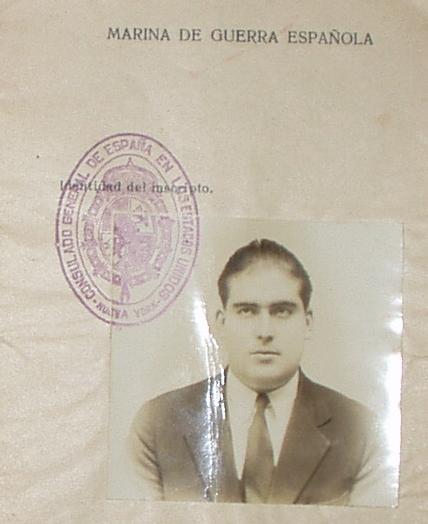 MARINA DE GUERRA ESPAÑOLA
Identidad del inscripto.
CONSULADO GENERAL DE ESPAÑA EN LOS ESTADOS UNIDOS
NUEVA YORK